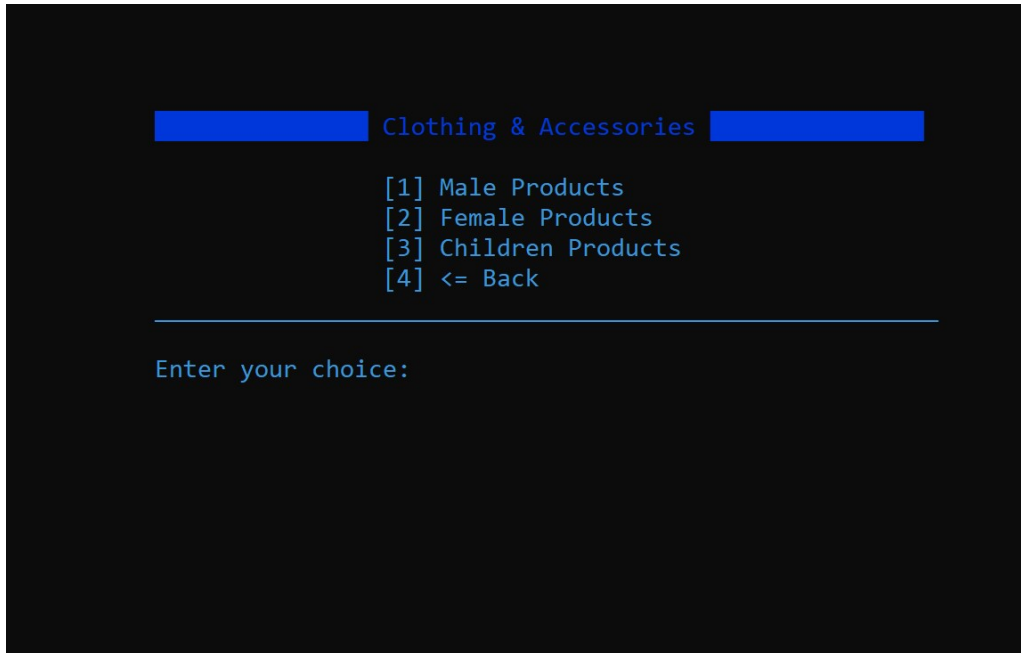 Clothing & Accessories
[1] Male Products
[2] Female Products
[3] Children Products
[4] <= Back
Enter your choice: